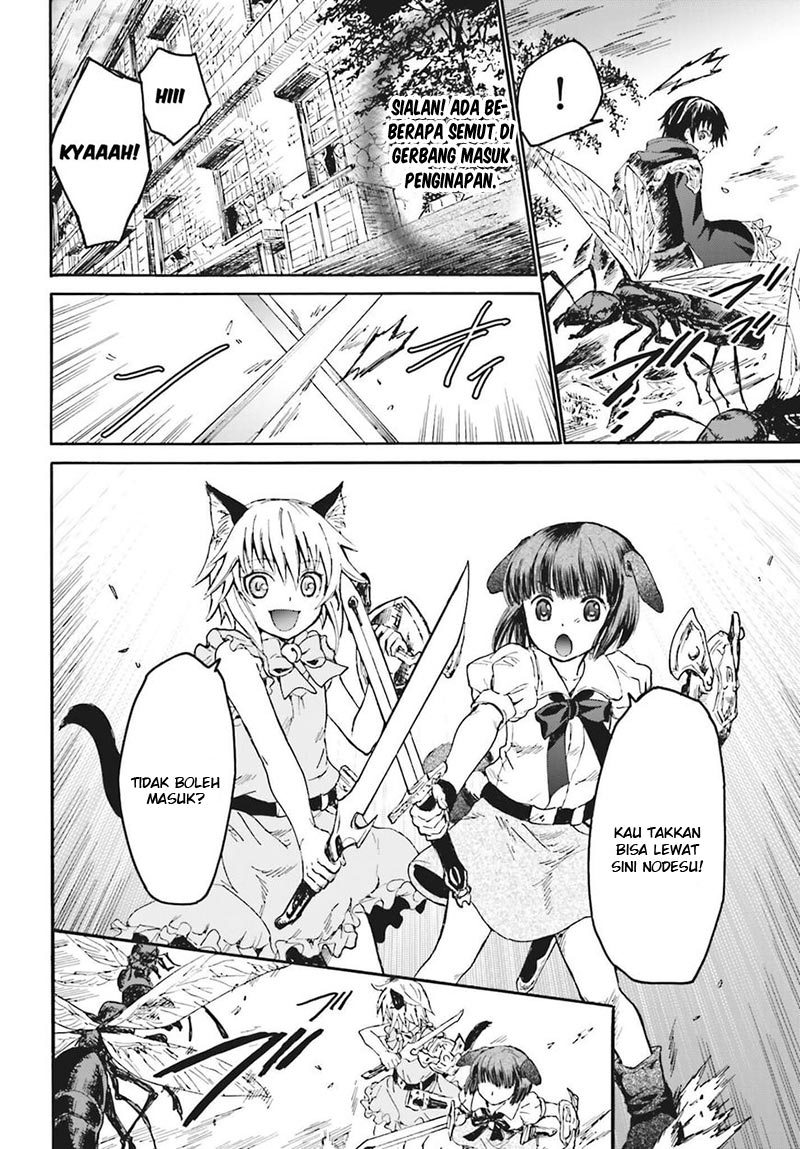 !
SIALAN! ADA BE-
BERAPA SEMUT DI
GERBANG MASUK
PENGINAPAN.
HIII
KYAAAH!
KAU TAKKAN
BISA LEWAT
SINI NODESU!
TIDAK BOLEH
MASUK?